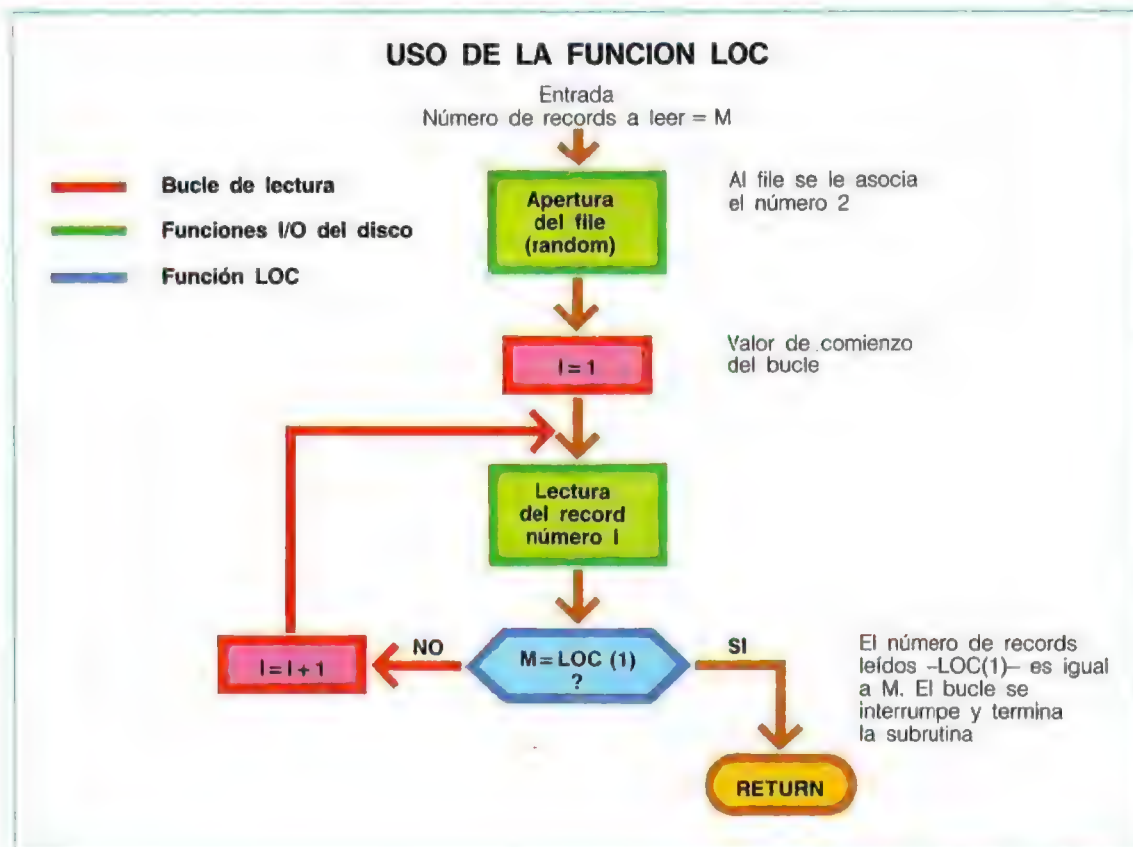 USO DE LA FUNCION LOC
Entrada
Número de records a leer = M
Bucle de lectura
Funciones I/O del disco
Función LOC
Apertura
del file
(random)
Al file se le asocia
el número 2
I = 1
Valor de comienzo
del bucle
Lectura
del record
número I
I = I + 1
NO
M = LOC (1)
?
SI
El número de records
leídos –LOC(1)– es igual
a M. El bucle se
interrumpe y termina
la subrutina
RETURN